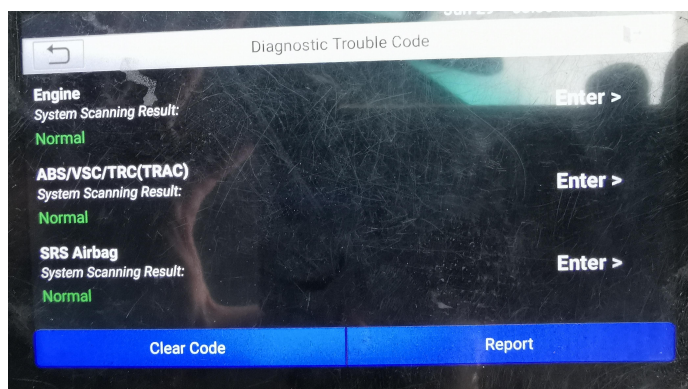 Diagnostic Trouble Code
Engine
System Scanning Result:
Enter >
Normal
ABS/VSC/TRC(TRAC)
System Scanning Result:
Enter >
Normal
SRS Airbag
System Scanning Result:
Enter >
Normal
Clear Code
Report